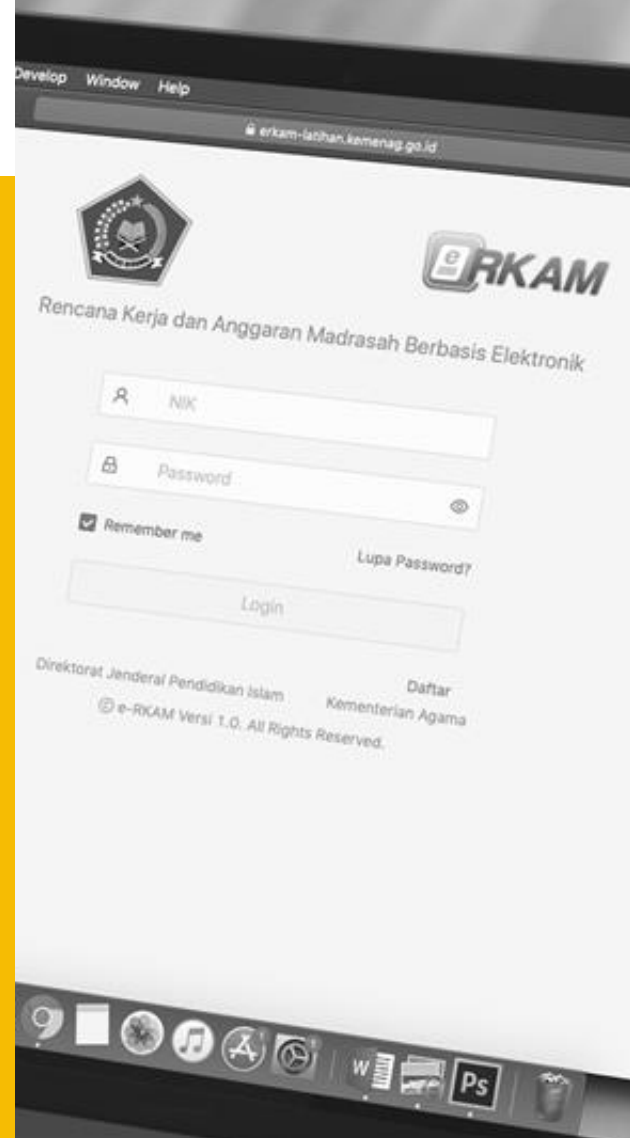 Develop Window Help
erkam-latihan.kemenag.go.id
eRKAM
Rencana Kerja dan Anggaran Madrasah Berbasis Elektronik
NIK
Password
Remember me
Lupa Password?
Login
Daftar
Direktorat Jenderal Pendidikan Islam Kementerian Agama
© e-RKAM Versi 1.0. All Rights Reserved.
W
Ps